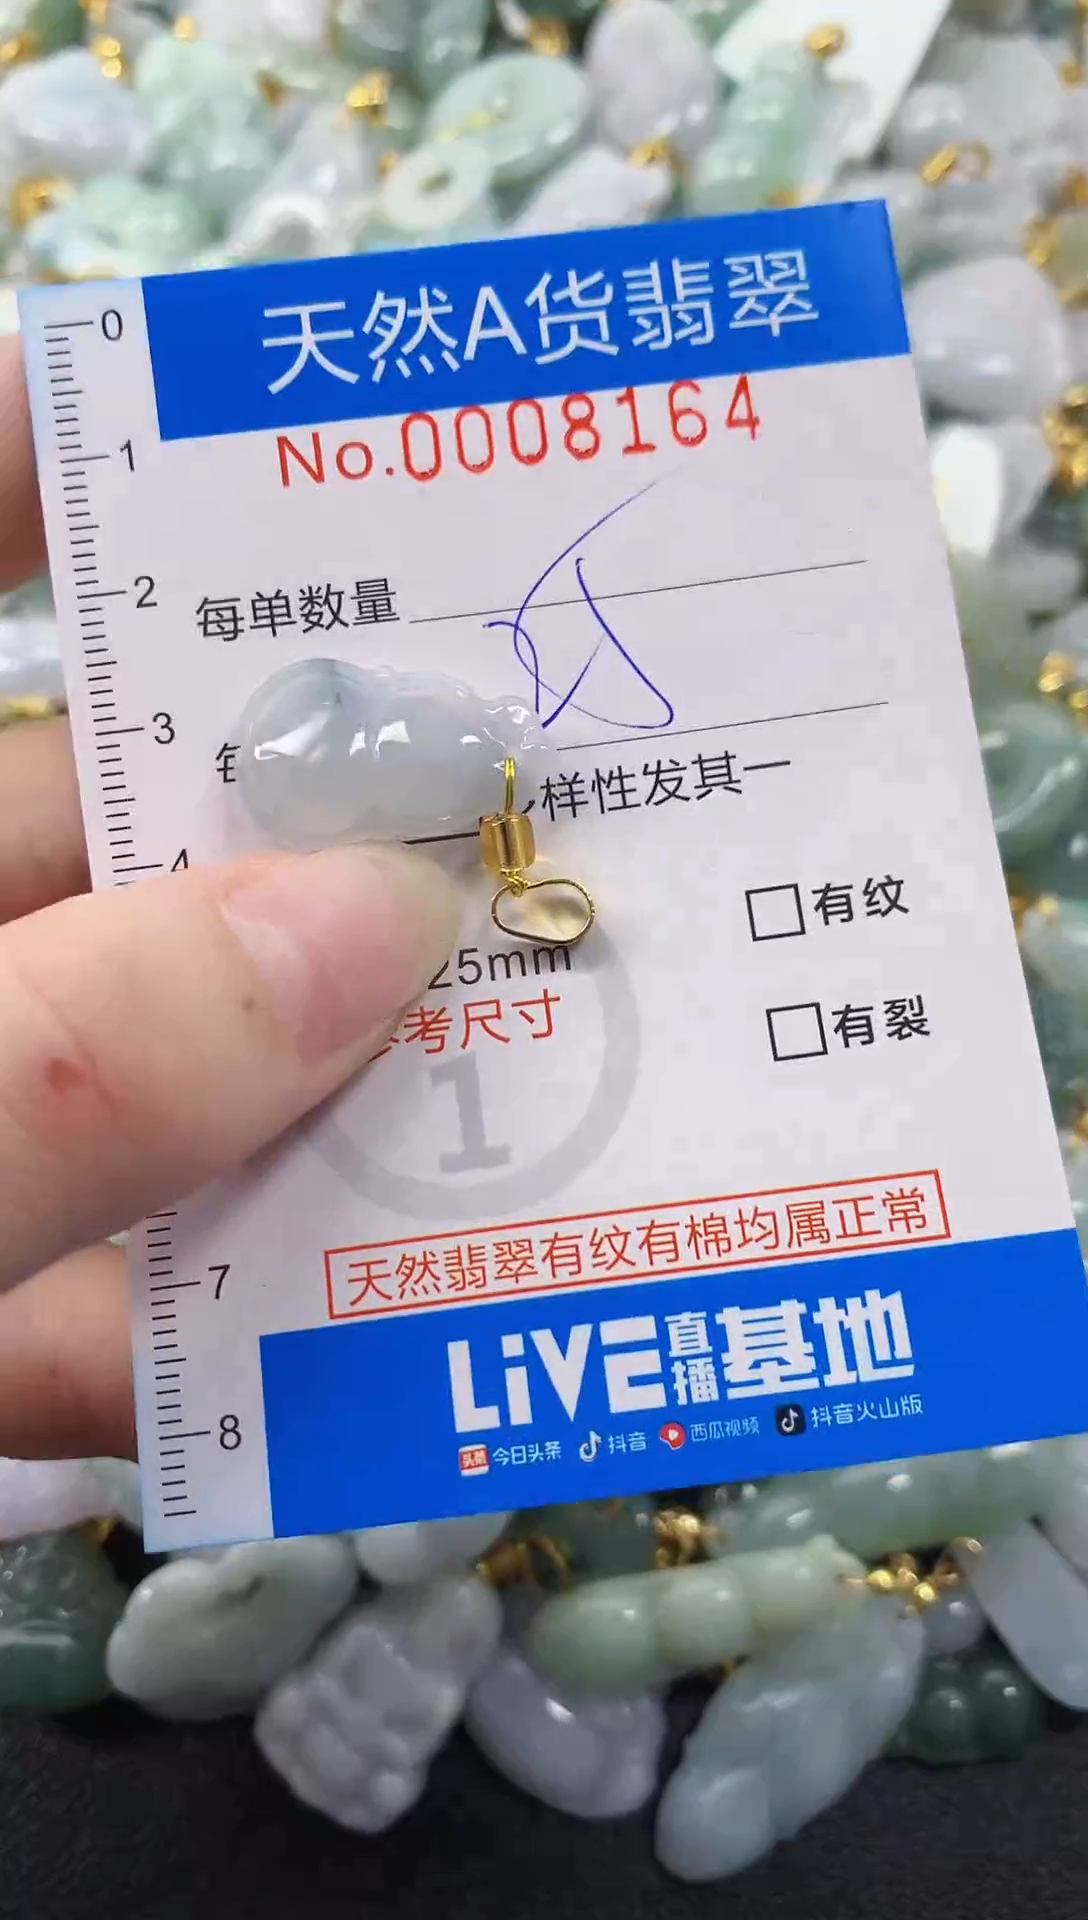 天然A货翡翠
No.0008164
0
1
2
3
4
7
8
每单数量
样性发其一
有纹
25mm
考尺寸
有裂
1
天然翡翠有纹有棉均属正常
LiVE直播基地
头条 今日头条 抖音 西瓜视频 抖音火山版